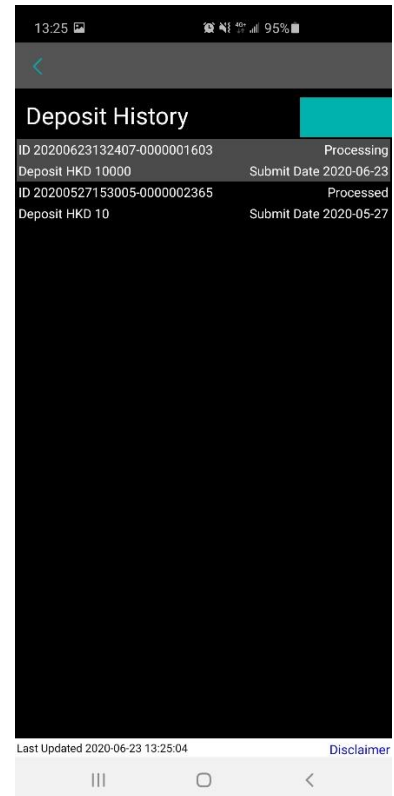 13:25 4G+ 95%
Deposit History
ID 20200623132407-0000001603 Processing
Deposit HKD 10000 Submit Date 2020-06-23
ID 20200527153005-0000002365 Processed
Deposit HKD 10 Submit Date 2020-05-27
Last Updated 2020-06-23 13:25:04 Disclaimer